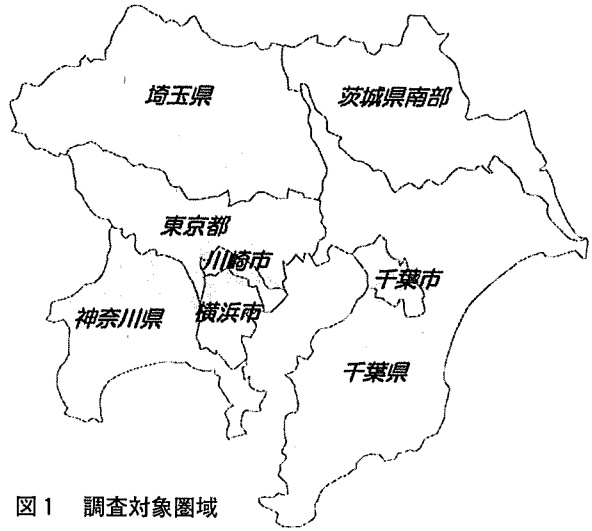 埼玉県
茨城県南部
東京都
川崎市
千葉市
神奈川県
横浜市
千葉県
図1 調査対象圏域